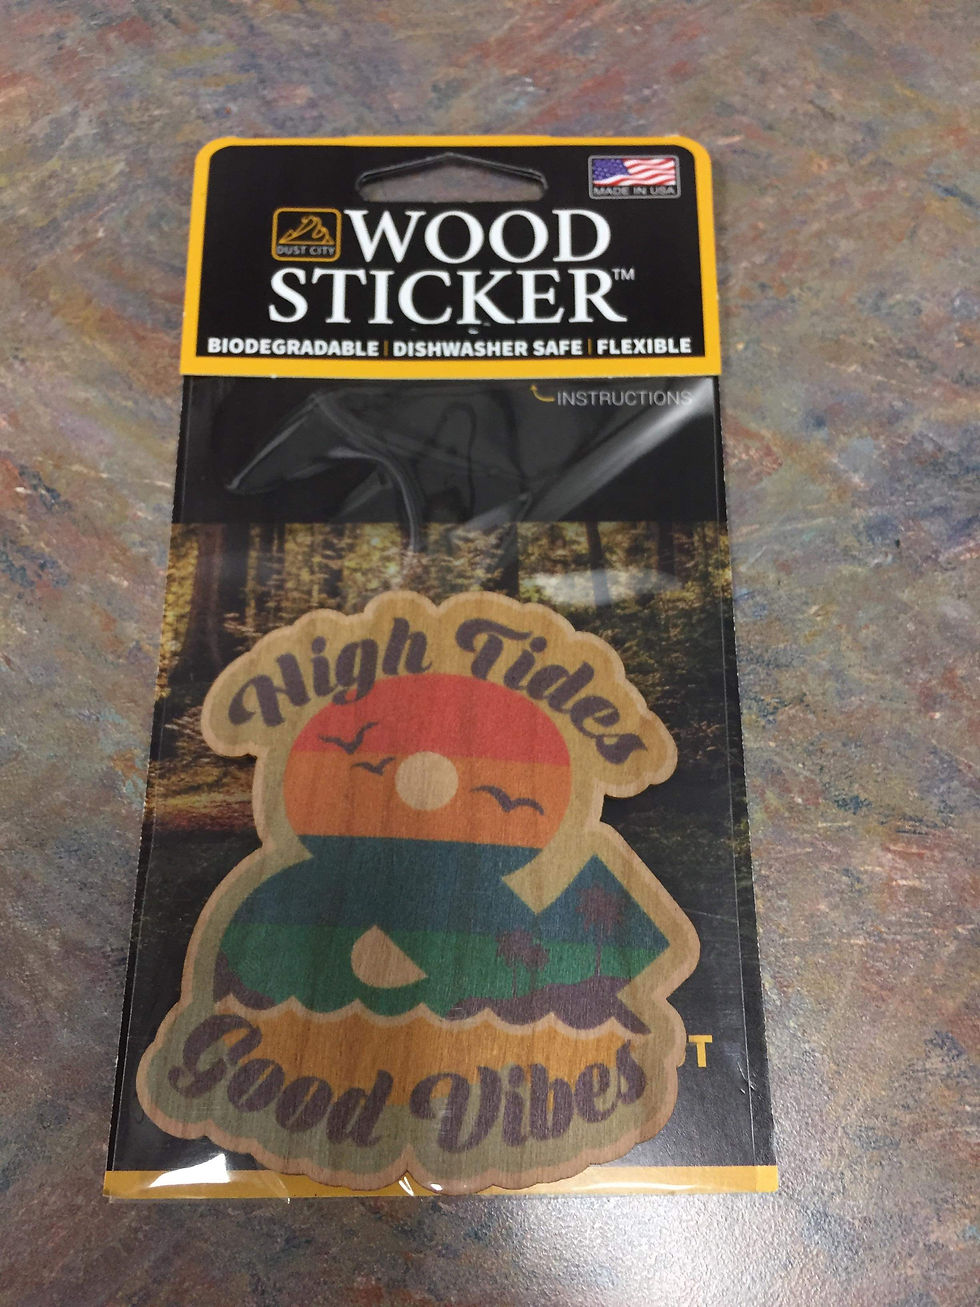 MADE IN USA
DUST CITY
WOOD
STICKER™
BIODEGRADABLE | DISHWASHER SAFE | FLEXIBLE
INSTRUCTIONS
High Tides
&
Good Vibes
T